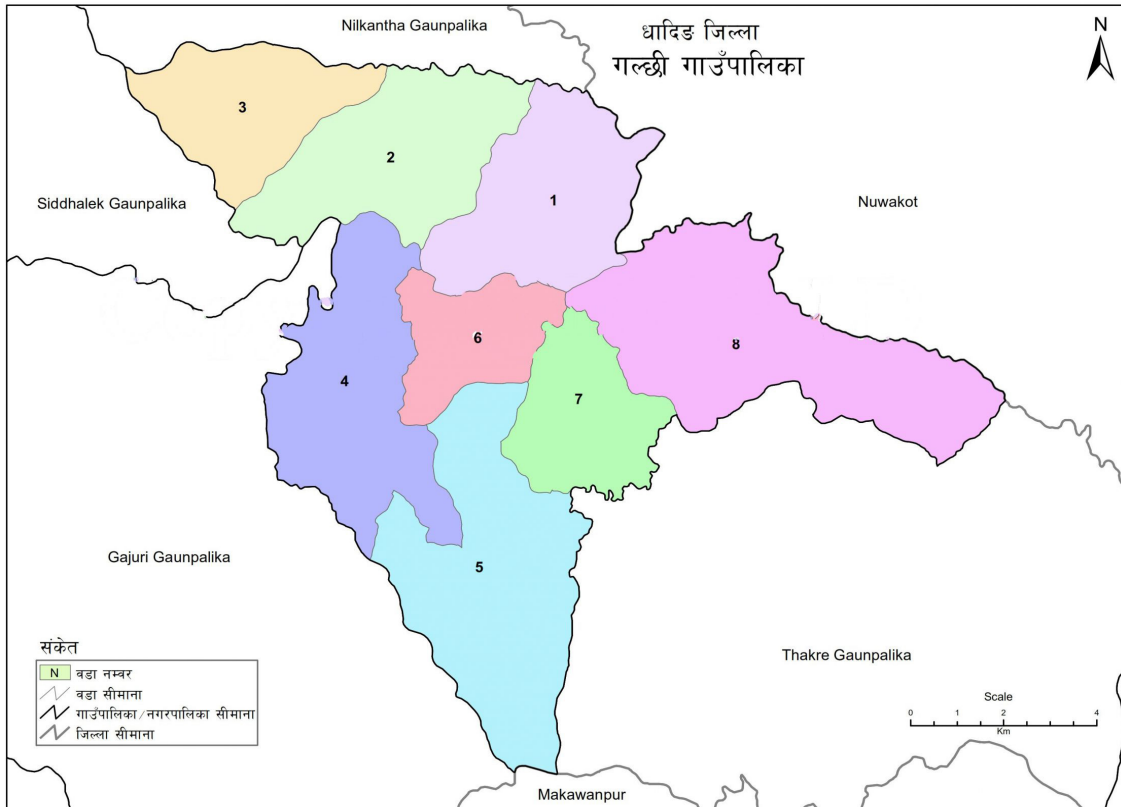 Nilkantha Gaunpalika
धादिङ जिल्ला
गल्छी गाउँपालिका
N
3
2
1
Siddhalek Gaunpalika
Nuwakot
6
8
4
7
Gajuri Gaunpalika
5
Thakre Gaunpalika
संकेत
N वडा नम्वर
वडा सीमाना
गाउँपालिका/नगरपालिका सीमाना
जिल्ला सीमाना
Scale
0 1 2 4
Km
Makawanpur